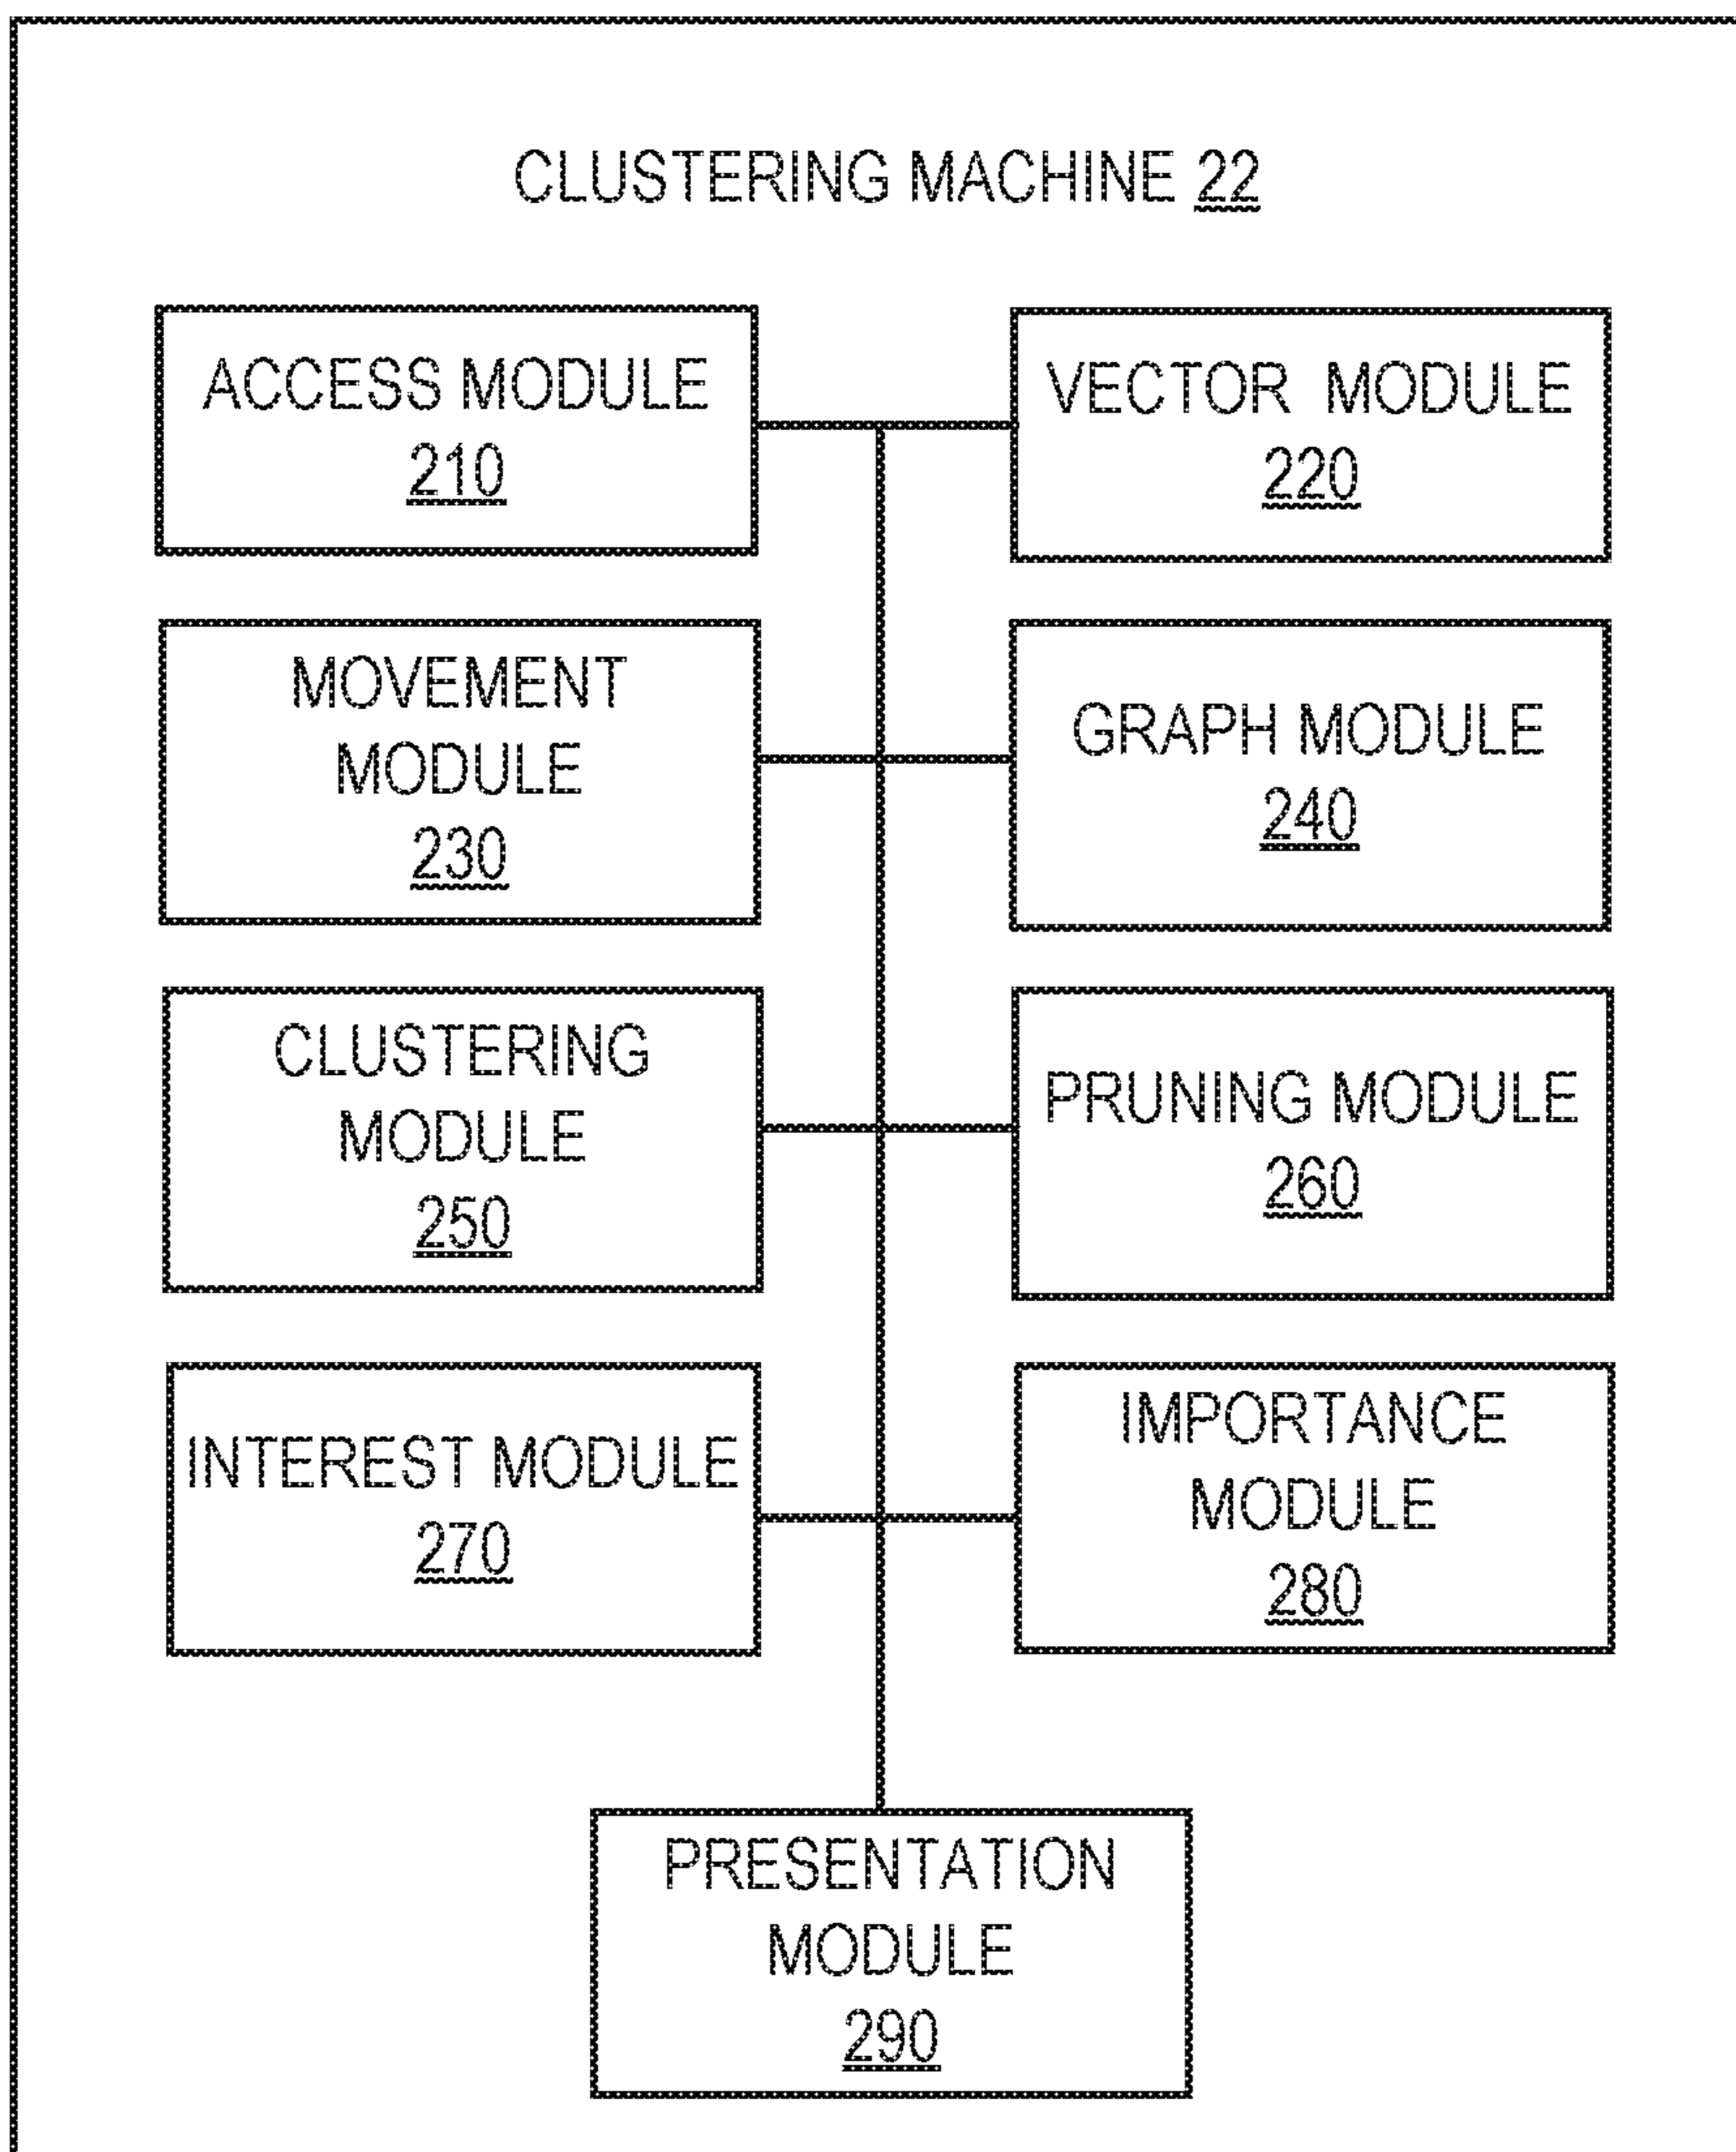 CLUSTERING MACHINE 22
ACCESS MODULE
210
VECTOR MODULE
220
MOVEMENT
MODULE
230
GRAPH MODULE
240
CLUSTERING
MODULE
250
PRUNING MODULE
260
INTEREST MODULE
270
IMPORTANCE
MODULE
280
PRESENTATION
MODULE
290